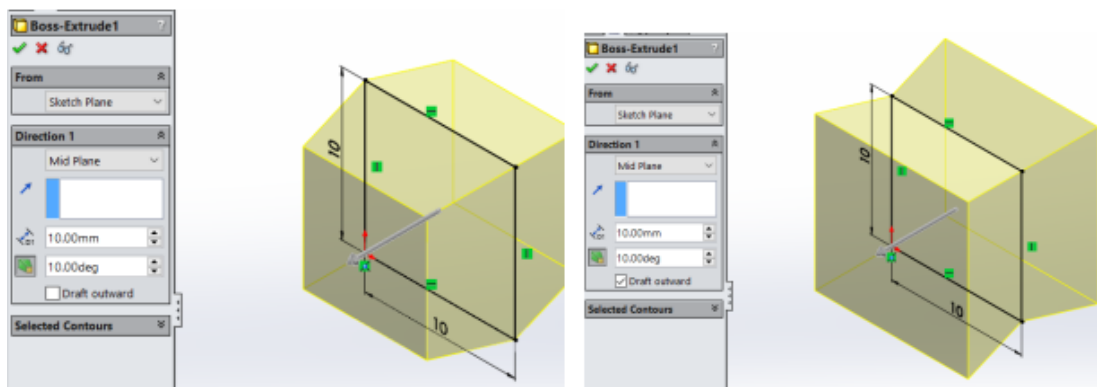 Boss-Extrude1 ?
From
Sketch Plane
Direction 1
Mid Plane
10.00mm
10.00deg
Draft outward
Selected Contours
10
10
Boss-Extrude1 ?
From
Sketch Plane
Direction 1
Mid Plane
10.00mm
10.00deg
Draft outward
Selected Contours
10
10